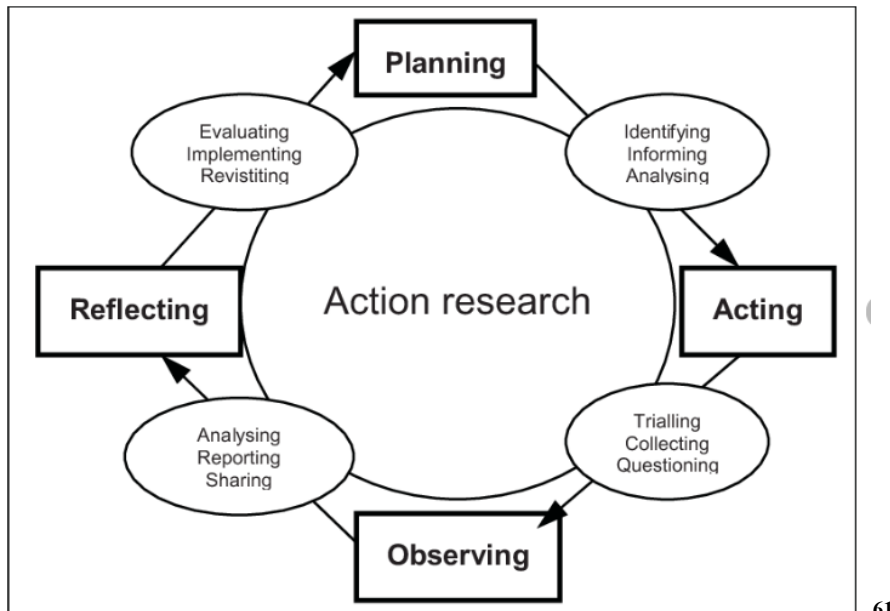 Planning
Evaluating
Implementing
Revistiting
Identifying
Informing
Analysing
Reflecting
Action research
Acting
Analysing
Reporting
Sharing
Trialling
Collecting
Questioning
Observing
61